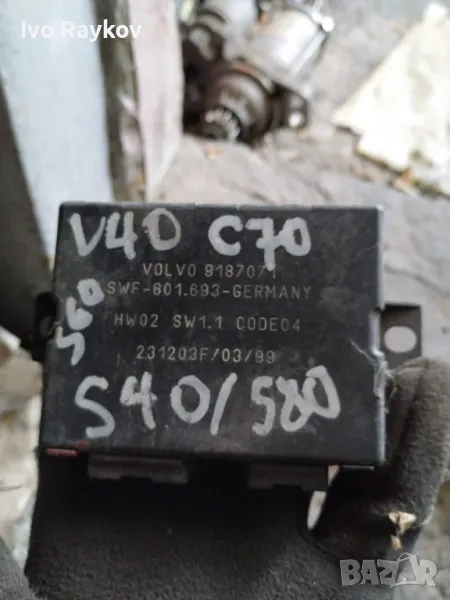 Ivo Raykov
V40 C70
VOLVO 9187071
SWF-601.693-GERMANY
S60
HW02 SW1.1 CODE04
231203F/03/99
S40/S80
BAZAR